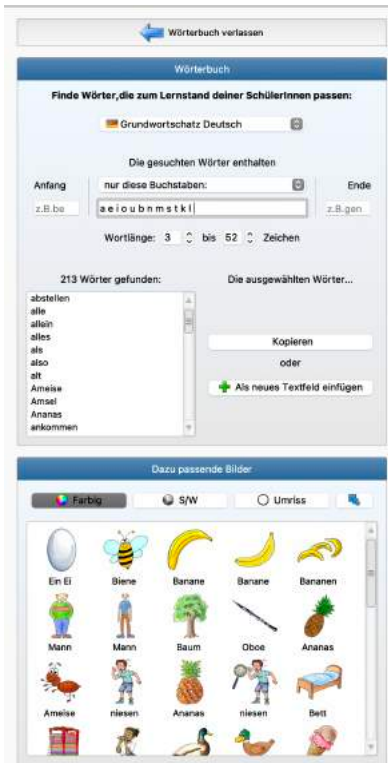 Wörterbuch verlassen
Wörterbuch
Finde Wörter,die zum Lernstand deiner SchülerInnen passen:
Grundwortschatz Deutsch
Die gesuchten Wörter enthalten
Anfang nur diese Buchstaben: Ende
z.B.be a e i o u b n m s t k l z.B.gen
Wortlänge: 3 bis 52 Zeichen
213 Wörter gefunden: Die ausgewählten Wörter...
abstellen
alle
allein
alles
als
also
alt
Ameise
Amsel
Ananas
ankommen
Kopieren
oder
Als neues Textfeld einfügen
Dazu passende Bilder
Farbig S/W Umriss
Ein Ei Biene Banane Banane Bananen
Mann Mann Baum Oboe Ananas
Ameise niesen Ananas niesen Bett